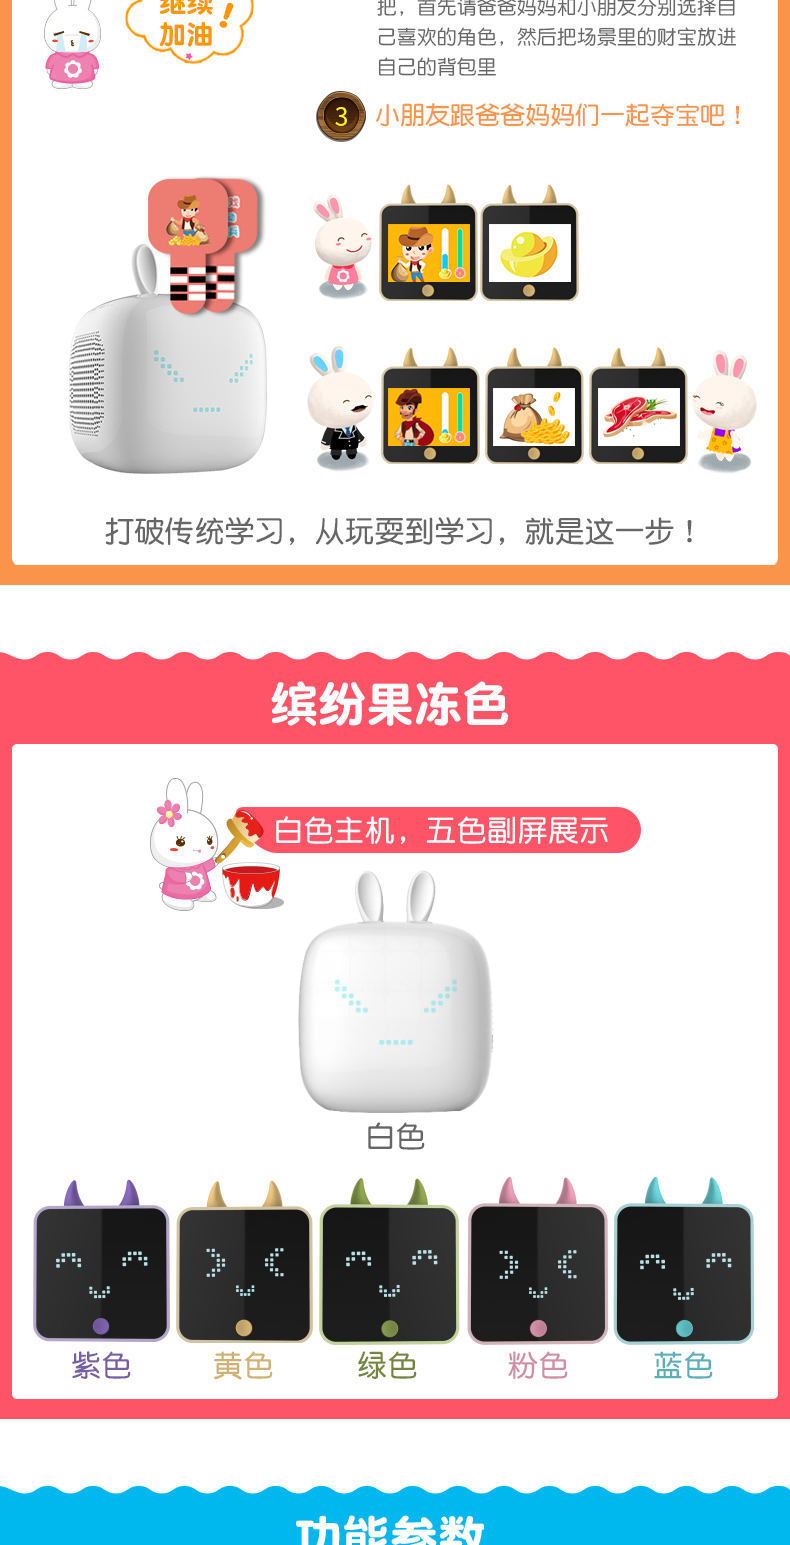 继续
加油！
把，首先请爸爸妈妈和小朋友分别选择自
己喜欢的角色，然后把场景里的财宝放进
自己的背包里
3 小朋友跟爸爸妈妈们一起夺宝吧！
打破传统学习，从玩耍到学习，就是这一步！
缤纷果冻色
白色主机，五色副屏展示
白色
紫色 黄色 绿色 粉色 蓝色
功能参数